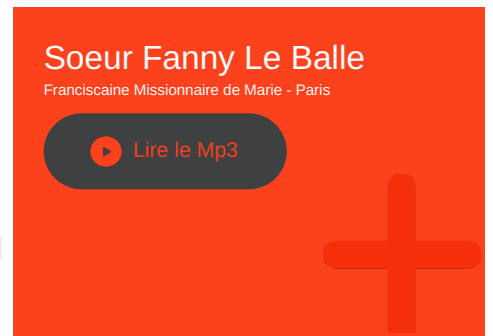 Soeur Fanny Le Balle
Franciscaine Missionnaire de Marie - Paris
Lire le Mp3